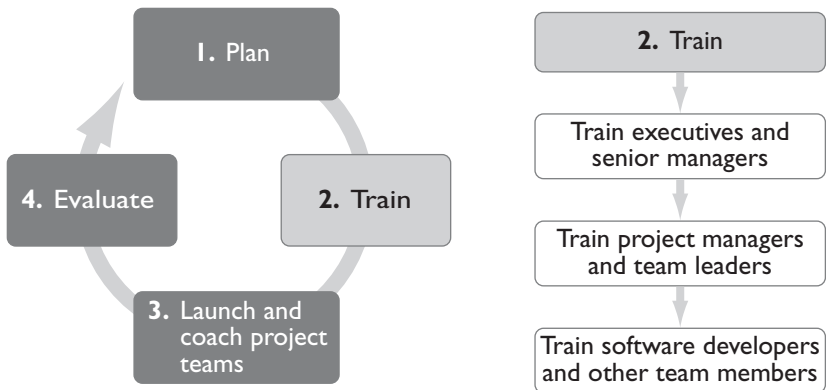 1. Plan
2. Train
3. Launch and
coach project
teams
4. Evaluate
2. Train
Train executives and
senior managers
Train project managers
and team leaders
Train software developers
and other team members